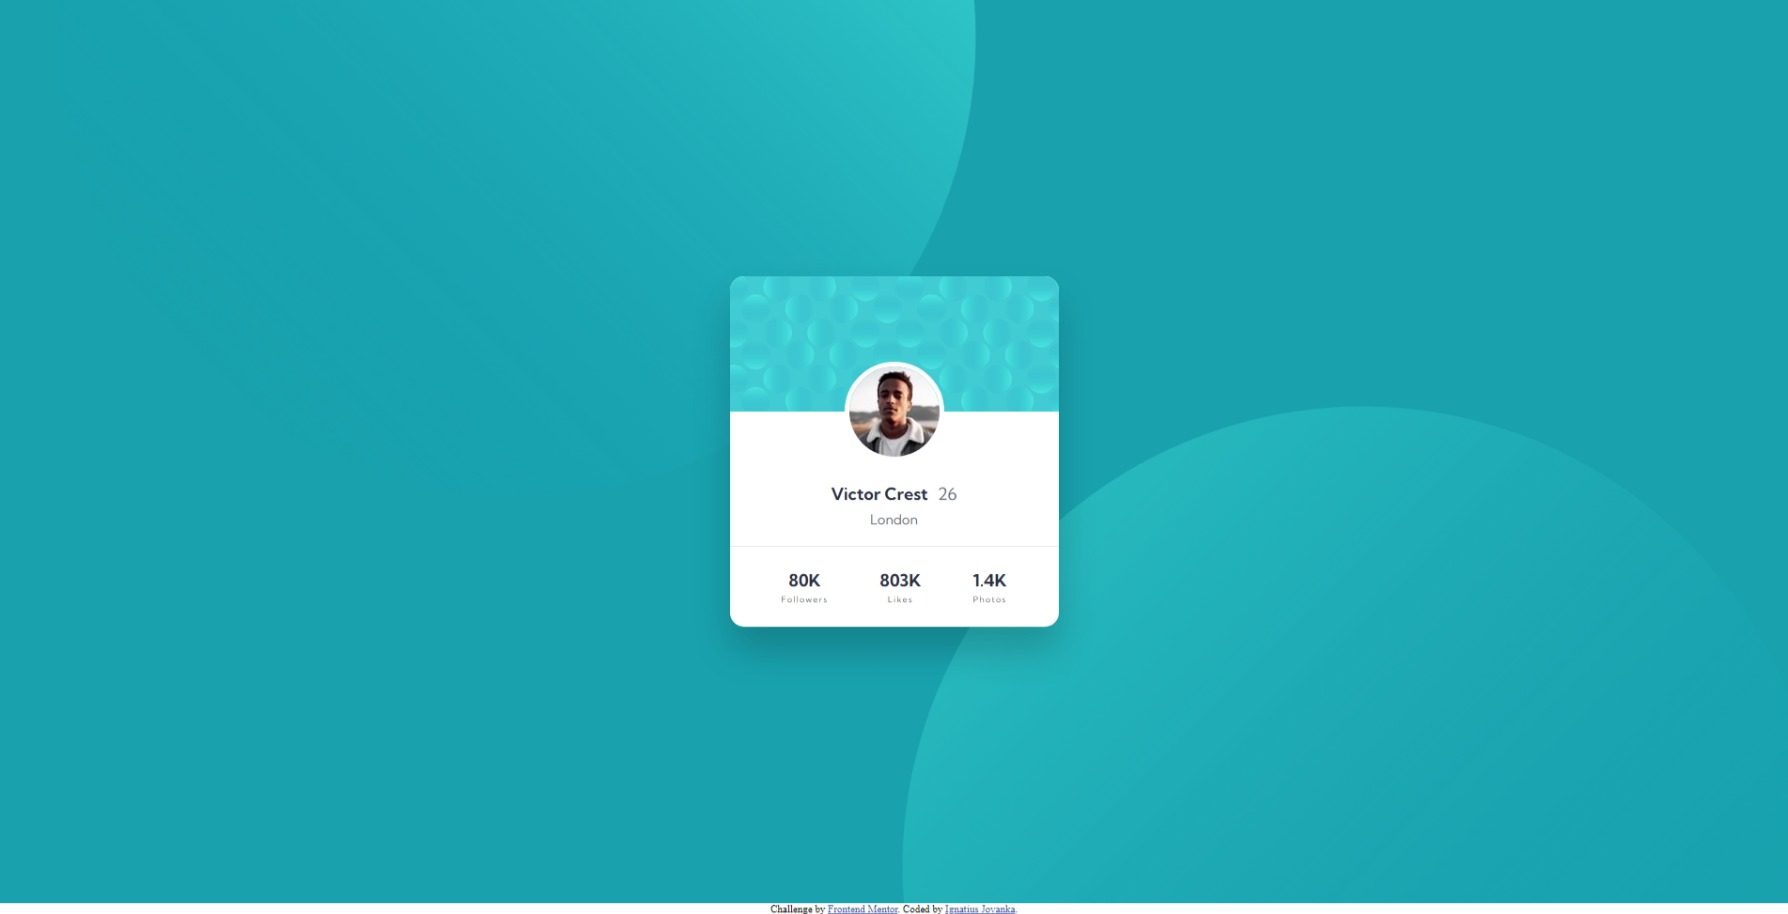 Victor Crest 26
London
80K 803K 1.4K
Followers Likes Photos
Challenge by Frontend Mentor. Coded by Ignatius Jovanka.